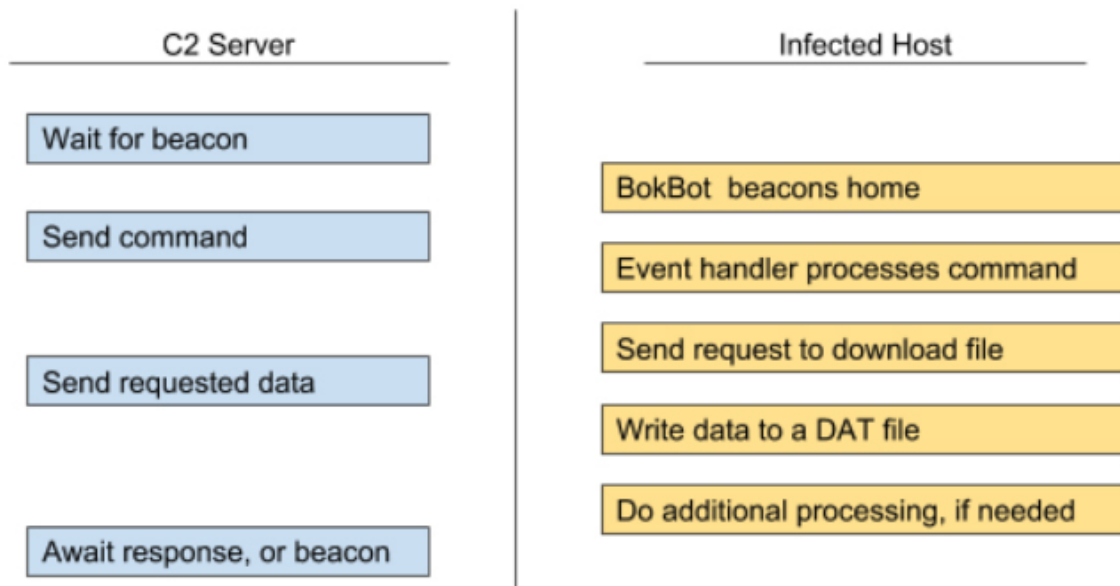 C2 Server
Infected Host
Wait for beacon
BokBot beacons home
Send command
Event handler processes command
Send request to download file
Send requested data
Write data to a DAT file
Do additional processing, if needed
Await response, or beacon